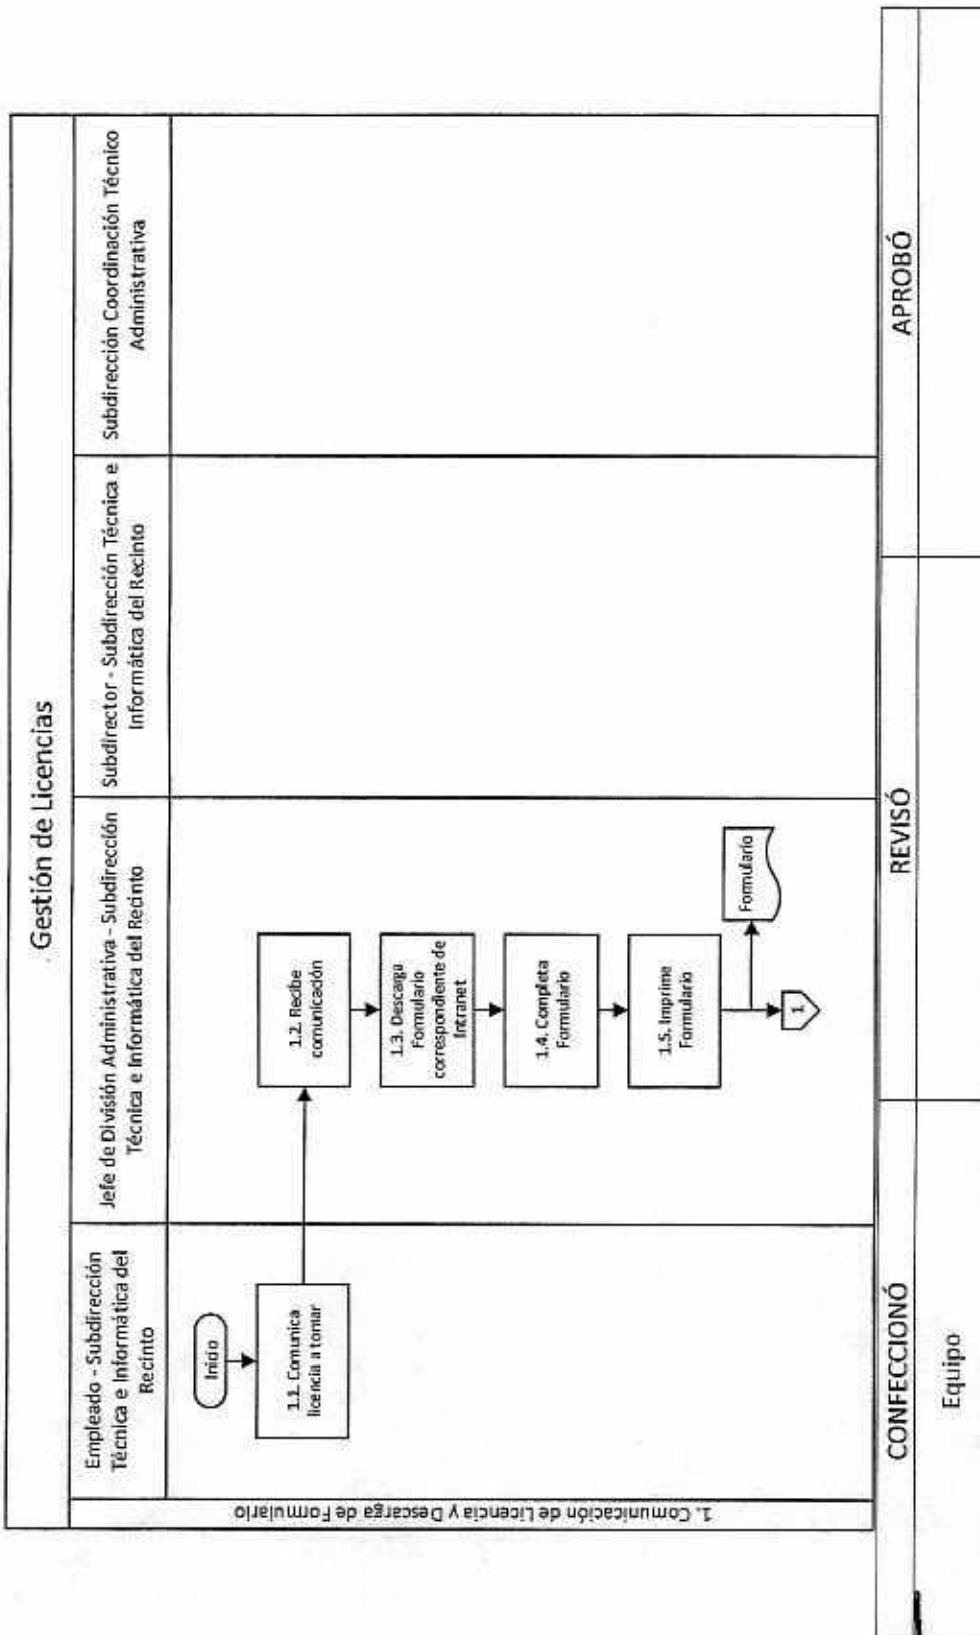 Gestión de Licencias
Empleado - Subdirección
Técnica e Informática del
Recinto
Jefe de División Administrativa - Subdirección
Técnica e Informática del Recinto
Subdirector - Subdirección Técnica e
Informática del Recinto
Subdirección Coordinación Técnico
Administrativa
1. Comunicación de Licencia y Descarga de Formulario
Inicio
1.1. Comunica
licencia a tomar
1.2. Recibe
comunicación
1.3. Descarga
Formulario
correspondiente de
Intranet
1.4. Completa
Formulario
1.5. Imprime
Formulario
Formulario
1
CONFECCIONÓ
REVISÓ
APROBÓ
Equipo